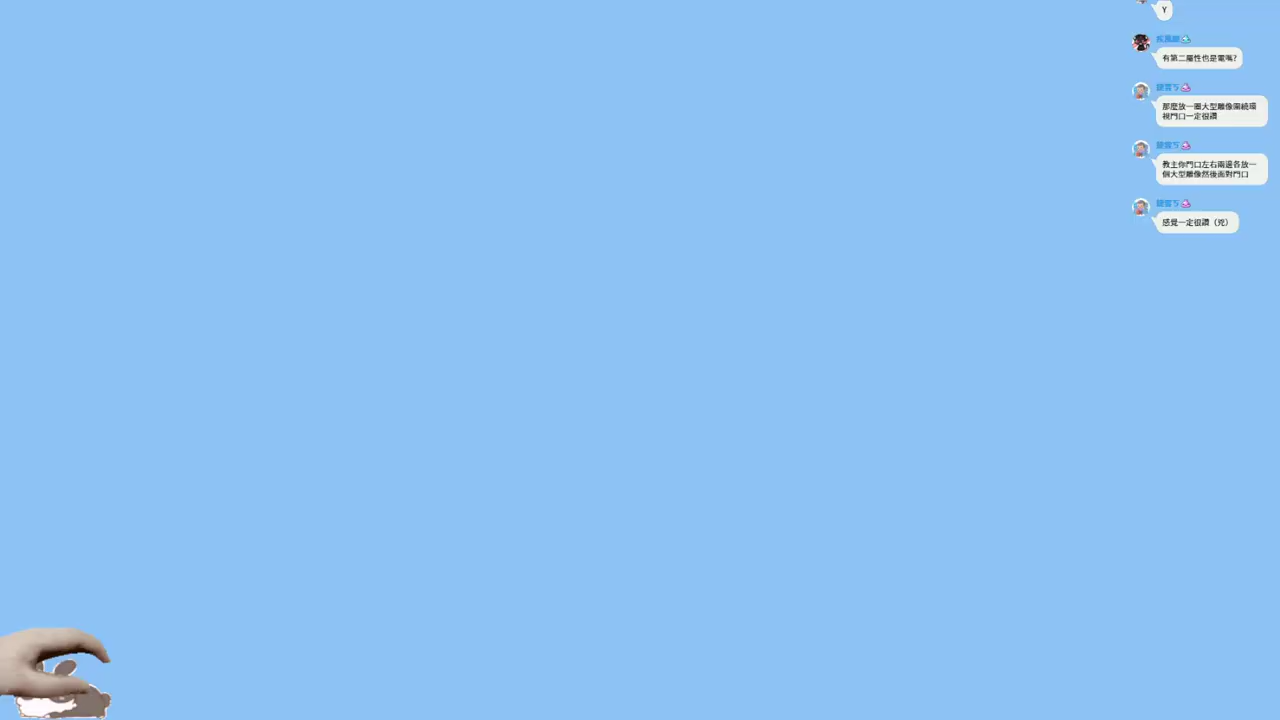 Y
有第二屬性也是電嗎?
那麼放一圈大型雕像圍繞環
視門口一定很讚
教主你門口左右兩邊各放一
個大型雕像然後面對門口
感覺一定很讚（死）